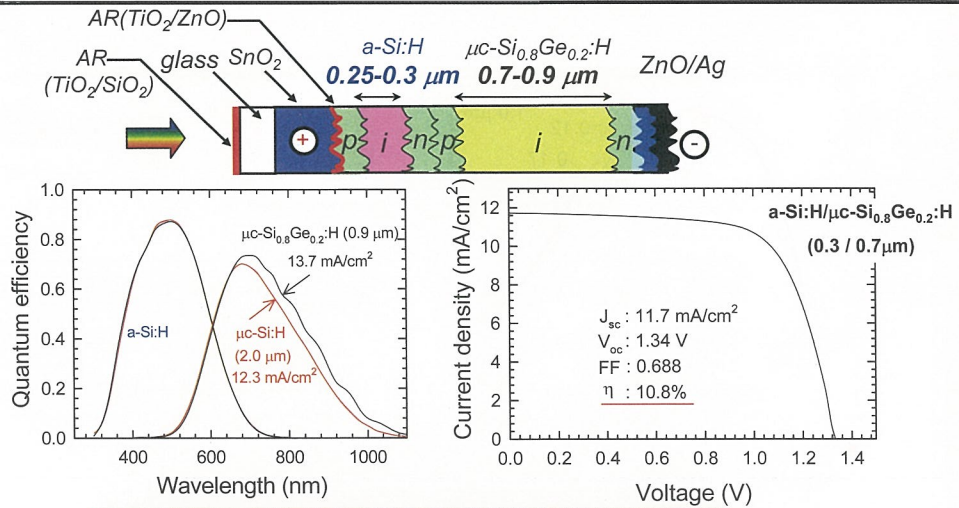 AR(TiO₂/ZnO)
AR
(TiO₂/SiO₂)
glass
SnO₂
a-Si:H
0.25-0.3 μm
μc-Si₀.₈Ge₀.₂:H
0.7-0.9 μm
ZnO/Ag
+
p
i
n
p
i
n
-
1.0
0.8
0.6
0.4
0.2
0.0
Quantum efficiency
μc-Si₀.₈Ge₀.₂:H (0.9 μm)
13.7 mA/cm²
a-Si:H
μc-Si:H
(2.0 μm)
12.3 mA/cm²
400 600 800 1000
Wavelength (nm)
12
10
8
6
4
2
0
Current density (mA/cm²)
a-Si:H/μc-Si₀.₈Ge₀.₂:H
(0.3 / 0.7μm)
Jsc : 11.7 mA/cm²
Voc : 1.34 V
FF : 0.688
η : 10.8%
0.0 0.2 0.4 0.6 0.8 1.0 1.2 1.4
Voltage (V)